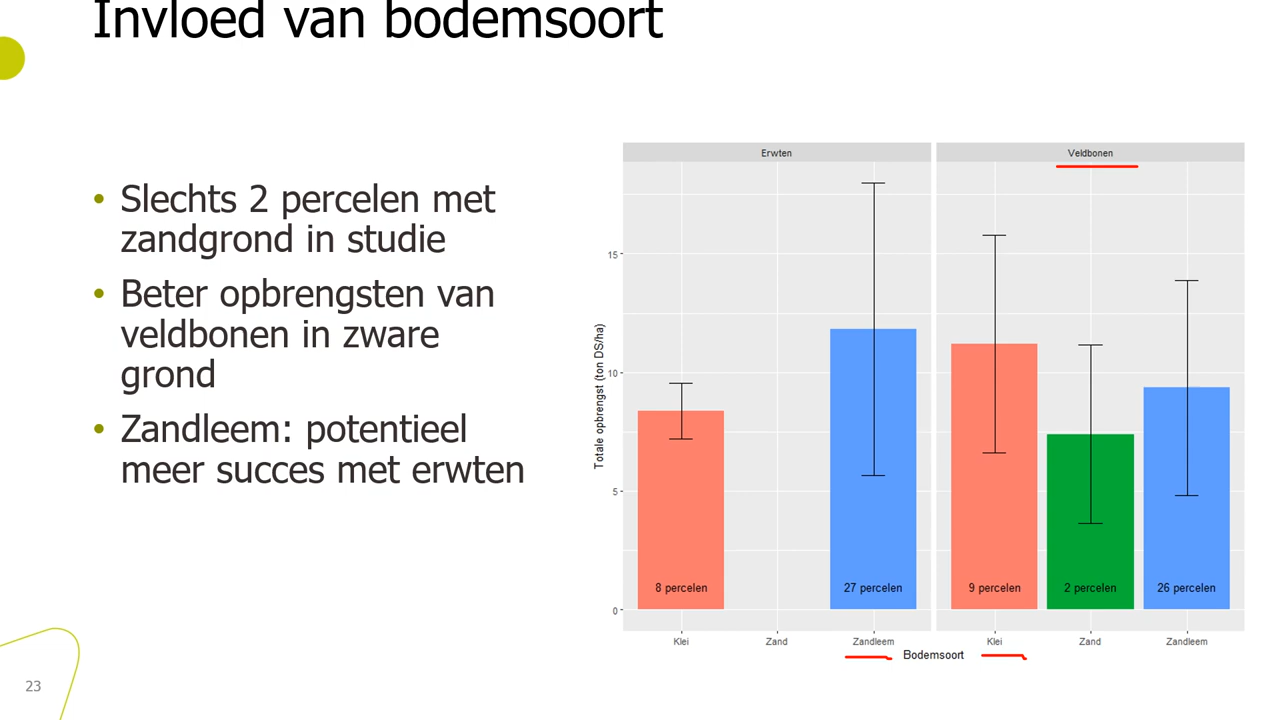 Invloed van bodemsoort
• Slechts 2 percelen met
zandgrond in studie
• Beter opbrengsten van
veldbonen in zware
grond
• Zandleem: potentieel
meer succes met erwten
Erwten
Veldbonen
Totale opbrengst (ton DS/ha)
15
10
5
0
8 percelen
27 percelen
9 percelen
2 percelen
26 percelen
Klei
Zand
Zandleem
Klei
Zand
Zandleem
Bodemsoort
23